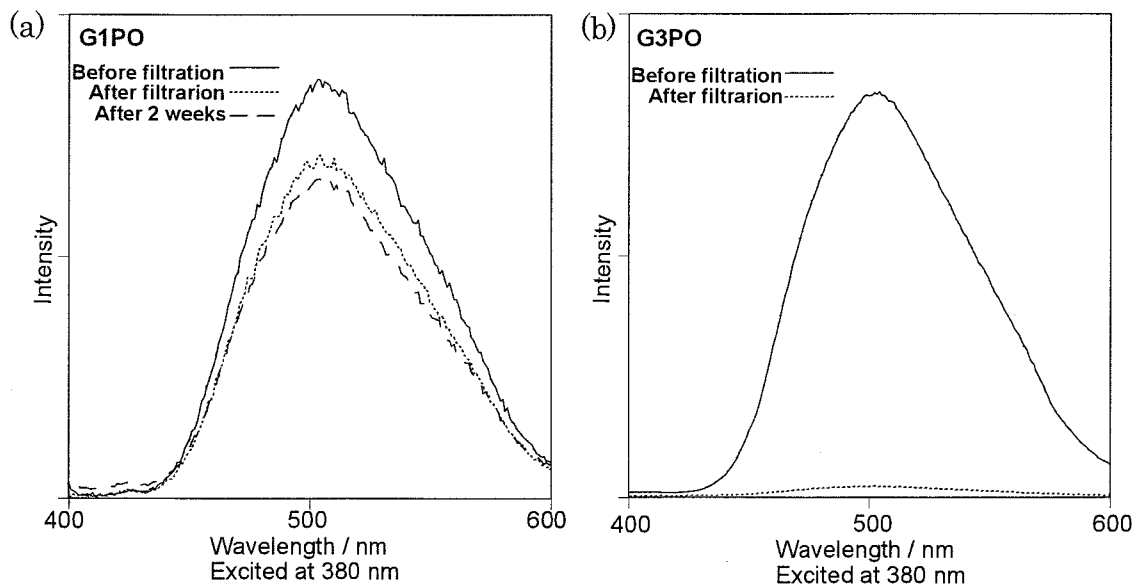 (a)
G1PO
Before filtration
After filtrarion
After 2 weeks
Intensity
400
500
600
Wavelength / nm
Excited at 380 nm
(b)
G3PO
Before filtration
After filtrarion
Intensity
400
500
600
Wavelength / nm
Excited at 380 nm